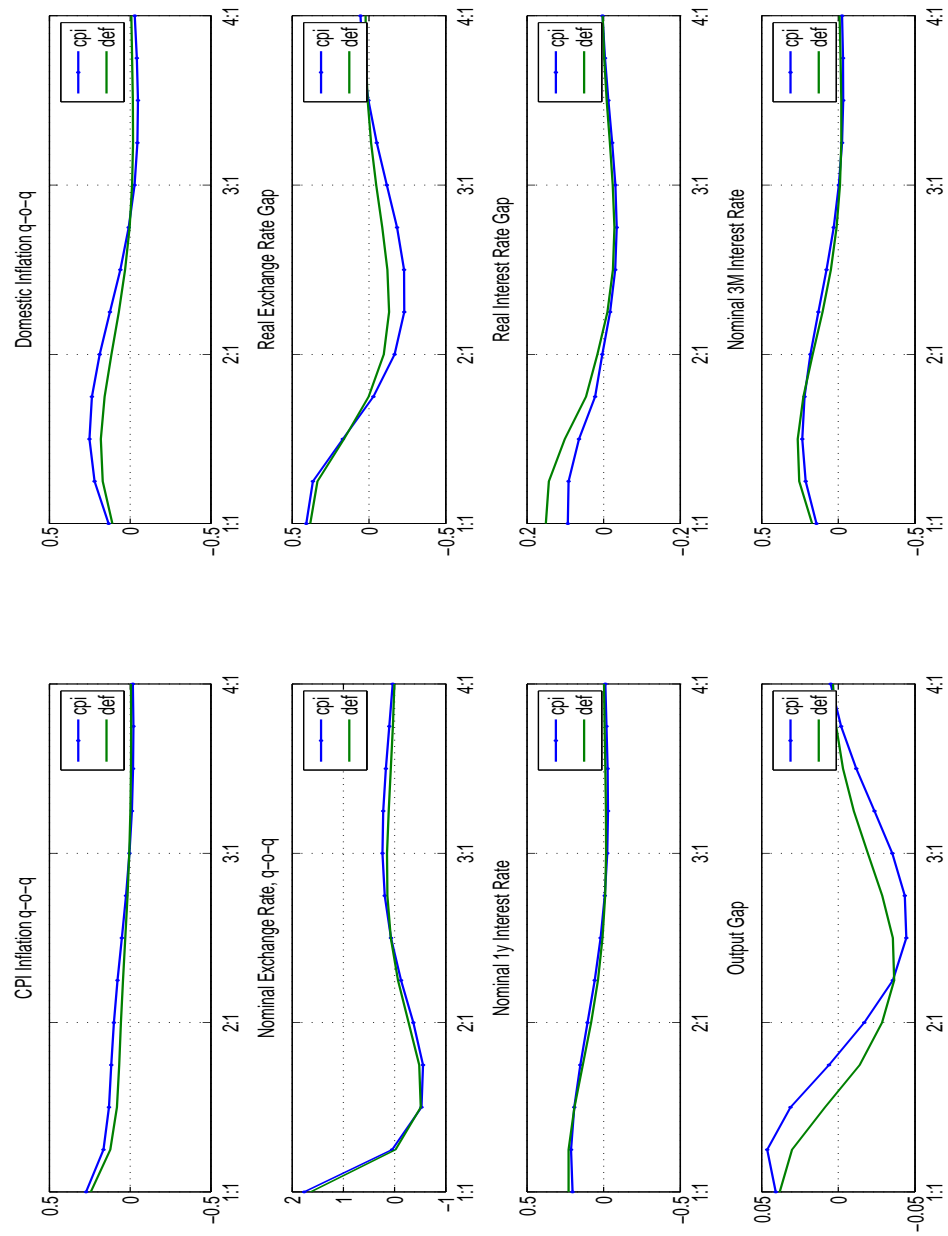 CPI Inflation q−o−q
0.5
0
−0.5
1:1
2:1
3:1
4:1
cpi
def
Domestic Inflation q−o−q
0.5
0
−0.5
1:1
2:1
3:1
4:1
cpi
def
Nominal Exchange Rate, q−o−q
2
1
0
−1
1:1
2:1
3:1
4:1
cpi
def
Real Exchange Rate Gap
0.5
0
−0.5
1:1
2:1
3:1
4:1
cpi
def
Nominal 1y Interest Rate
0.5
0
−0.5
1:1
2:1
3:1
4:1
cpi
def
Real Interest Rate Gap
0.2
0
−0.2
1:1
2:1
3:1
4:1
cpi
def
Output Gap
0.05
0
−0.05
1:1
2:1
3:1
4:1
cpi
def
Nominal 3M Interest Rate
0.5
0
−0.5
1:1
2:1
3:1
4:1
cpi
def